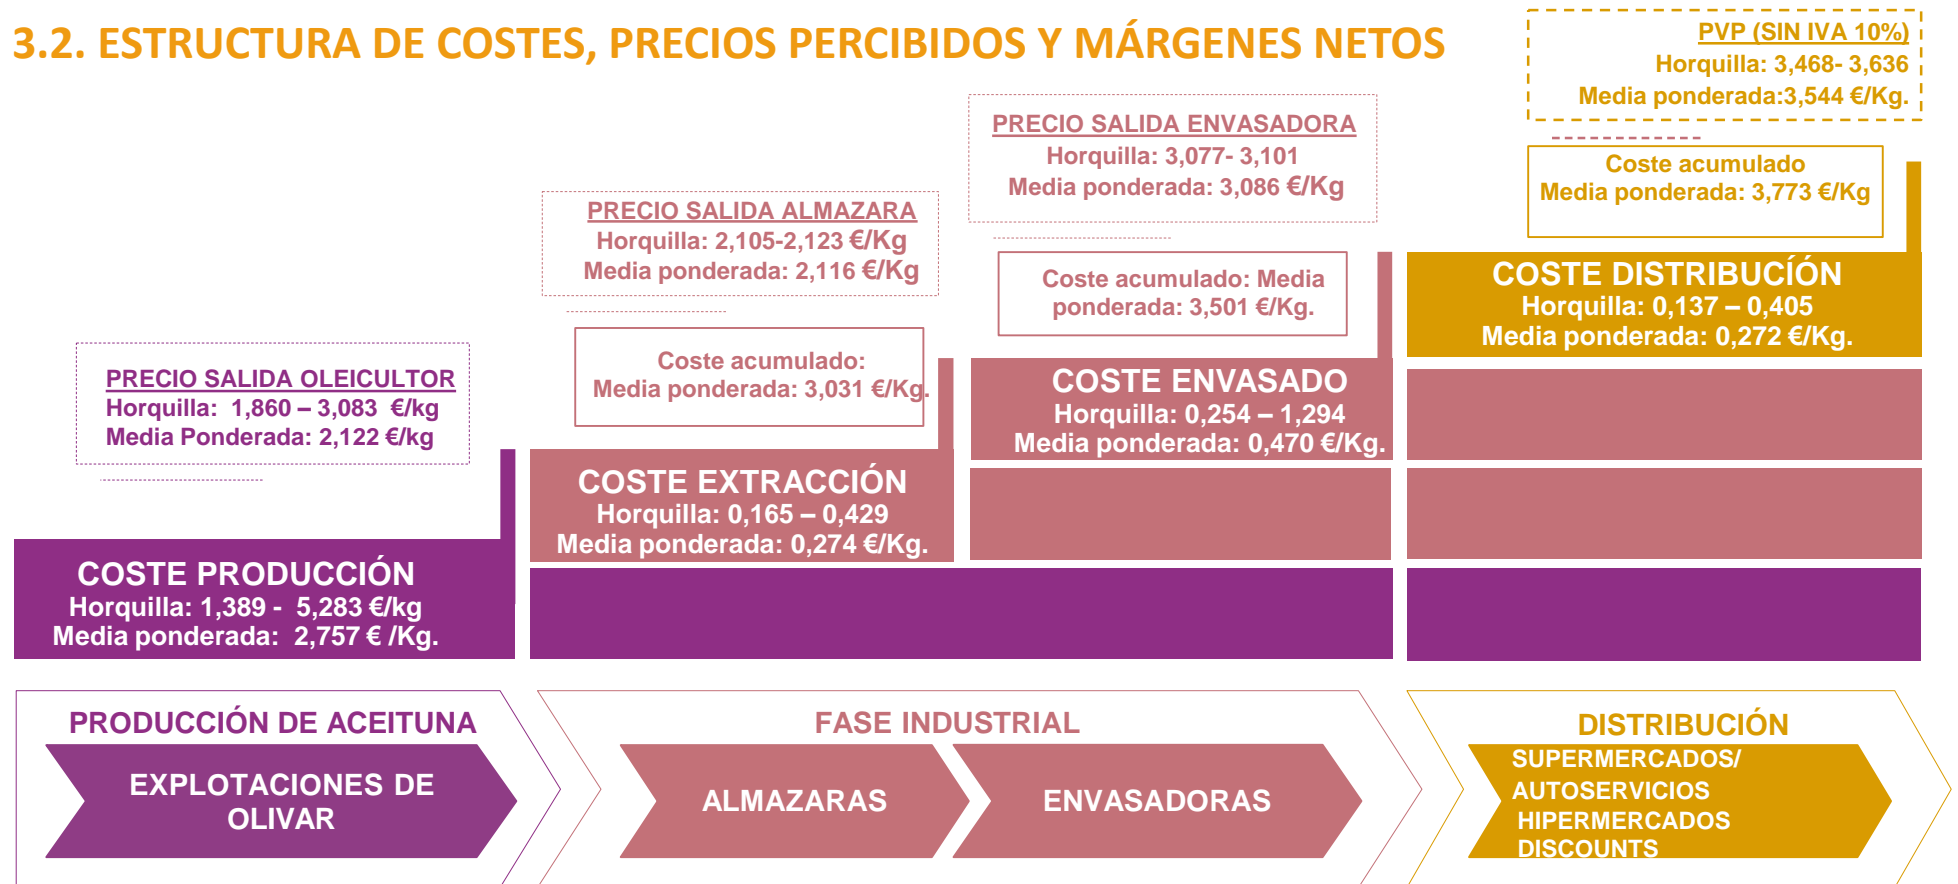 3.2. ESTRUCTURA DE COSTES, PRECIOS PERCIBIDOS Y MÁRGENES NETOS
PVP (SIN IVA 10%)
Horquilla: 3,468- 3,636
Media ponderada:3,544 €/Kg.
Coste acumulado
Media ponderada: 3,773 €/Kg
PRECIO SALIDA ENVASADORA
Horquilla: 3,077- 3,101
Media ponderada: 3,086 €/Kg
Coste acumulado: Media
ponderada: 3,501 €/Kg.
PRECIO SALIDA ALMAZARA
Horquilla: 2,105-2,123 €/Kg
Media ponderada: 2,116 €/Kg
Coste acumulado:
Media ponderada: 3,031 €/Kg.
PRECIO SALIDA OLEICULTOR
Horquilla: 1,860 – 3,083 €/kg
Media Ponderada: 2,122 €/kg
COSTE DISTRIBUCÍÓN
Horquilla: 0,137 – 0,405
Media ponderada: 0,272 €/Kg.
COSTE ENVASADO
Horquilla: 0,254 – 1,294
Media ponderada: 0,470 €/Kg.
COSTE EXTRACCIÓN
Horquilla: 0,165 – 0,429
Media ponderada: 0,274 €/Kg.
COSTE PRODUCCIÓN
Horquilla: 1,389 - 5,283 €/kg
Media ponderada: 2,757 € /Kg.
PRODUCCIÓN DE ACEITUNA
EXPLOTACIONES DE
OLIVAR
FASE INDUSTRIAL
ALMAZARAS
ENVASADORAS
DISTRIBUCIÓN
SUPERMERCADOS/
AUTOSERVICIOS
HIPERMERCADOS
DISCOUNTS